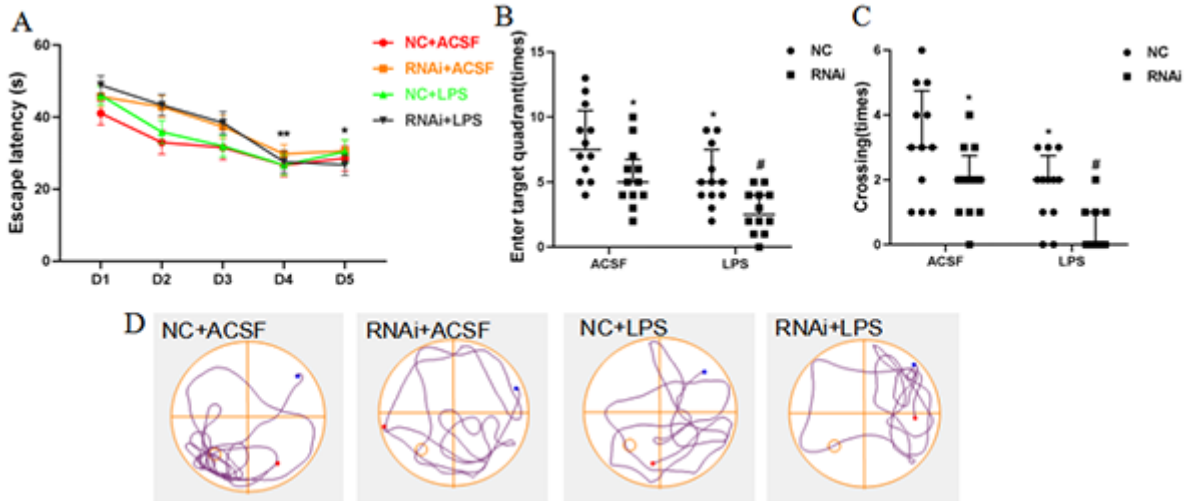 A
Escape latency (s)
60
40
20
0
D1 D2 D3 D4 D5
**
*
NC+ACSF
RNAi+ACSF
NC+LPS
RNAi+LPS
B
Enter target quadrant(times)
15
10
5
0
ACSF LPS
*
*
#
NC
RNAi
C
Crossing(times)
6
4
2
0
ACSF LPS
*
*
#
NC
RNAi
D
NC+ACSF
RNAi+ACSF
NC+LPS
RNAi+LPS